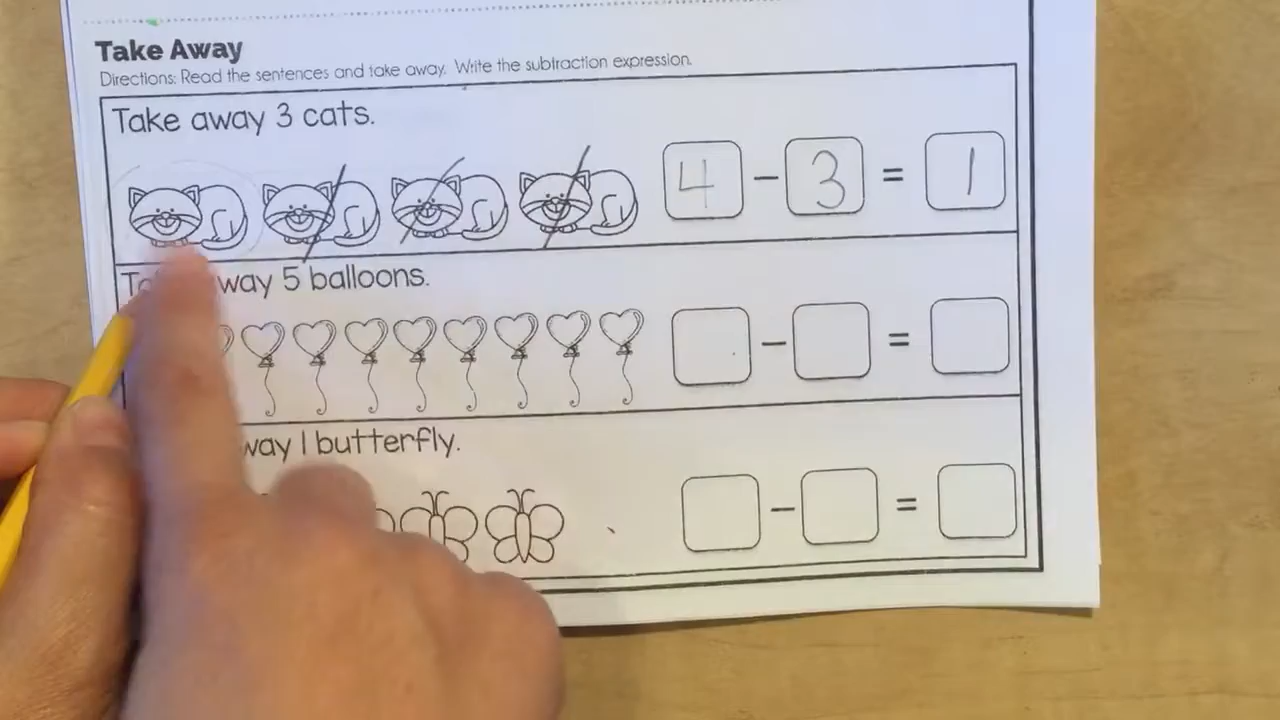 Take Away
Directions: Read the sentences and take away. Write the subtraction expression.
Take away 3 cats.
4 - 3 = 1
way 5 balloons.
- =
way 1 butterfly.
- =